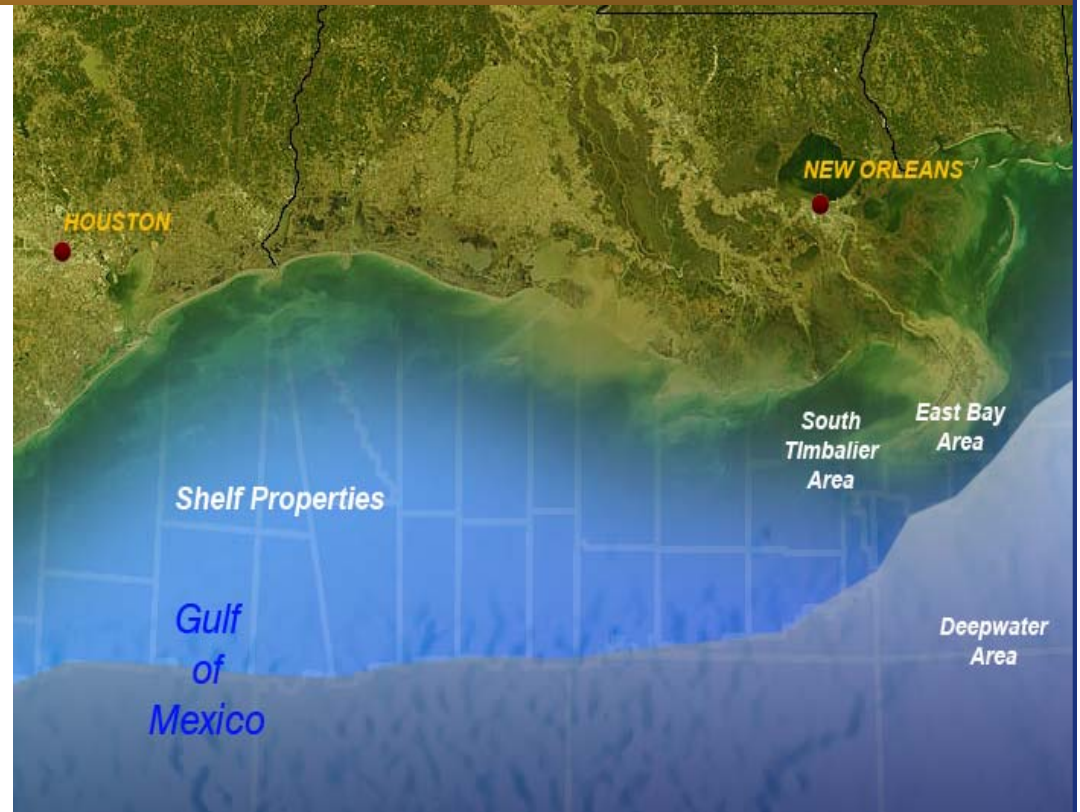 NEW ORLEANS
HOUSTON
South
TImbalier
Area
East Bay
Area
Shelf Properties
Gulf
of
Mexico
Deepwater
Area